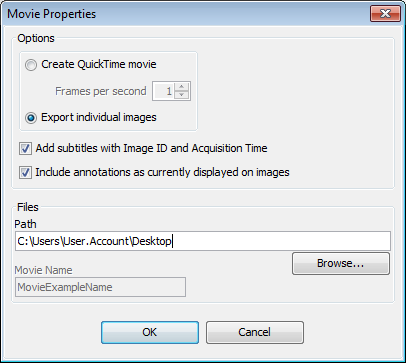 Movie Properties
Options
Create QuickTime movie
Frames per second 1
Export individual images
Add subtitles with Image ID and Acquisition Time
Include annotations as currently displayed on images
Files
Path
C:\Users\User.Account\Desktop
Browse...
Movie Name
MovieExampleName
OK Cancel